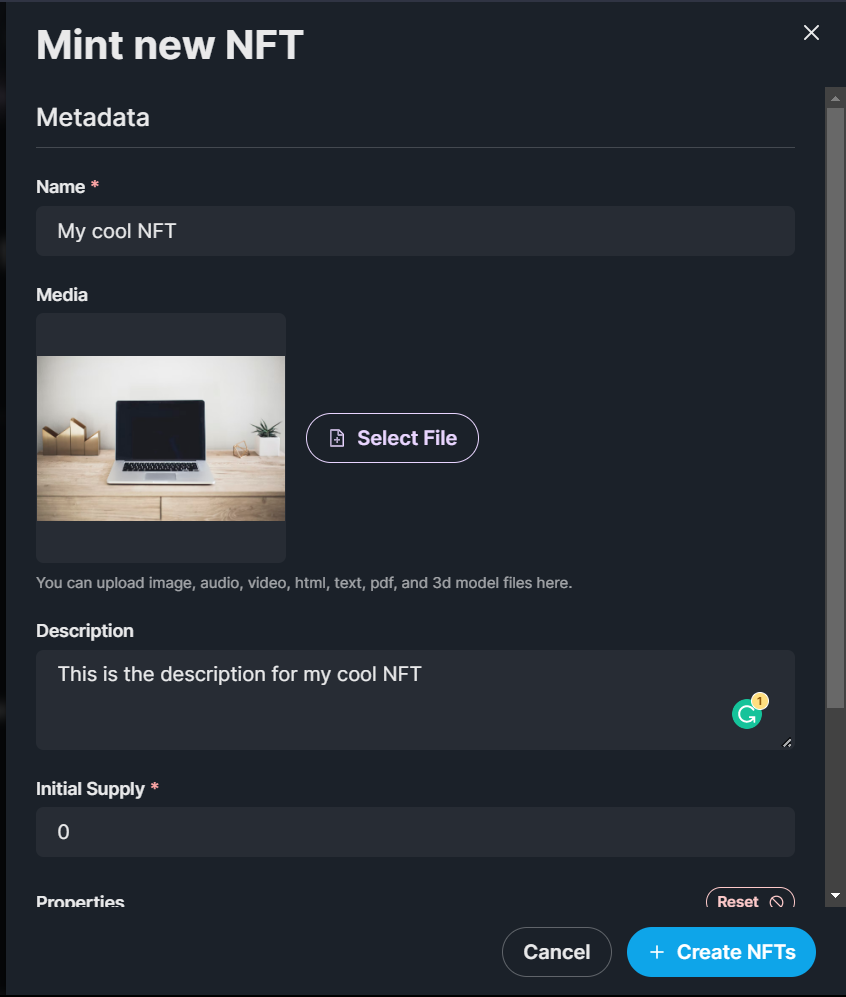 Mint new NFT
Metadata
Name *
My cool NFT
Media
Select File
You can upload image, audio, video, html, text, pdf, and 3d model files here.
Description
This is the description for my cool NFT
1
Initial Supply *
0
Properties
Reset
Cancel
+ Create NFTs